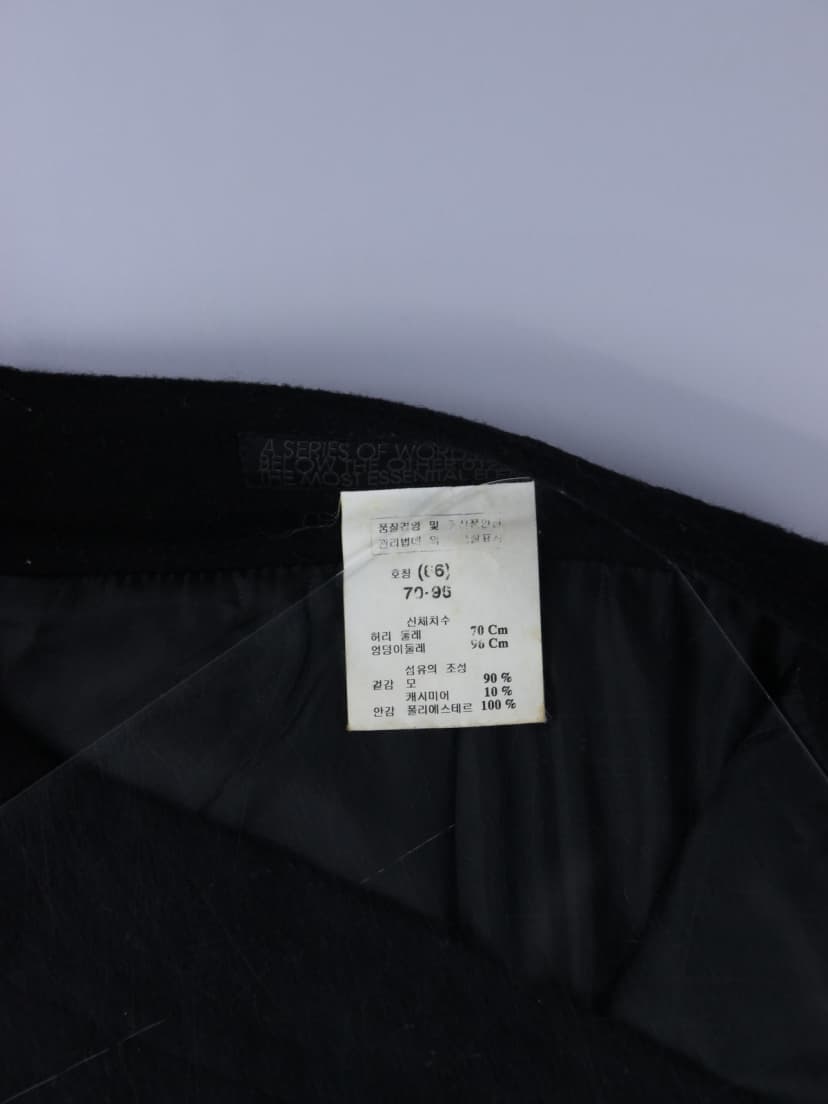 A SERIES OF WORDS
BELOW THE OTHER
THE MOST ESSENTIAL
품질경영 및
관리법에 의
호칭 (66)
70-96
신체치수
허리 둘레 70 Cm
엉덩이둘레 96 Cm
섬유의 조성
겉감 모 90 %
캐시미어 10 %
안감 폴리에스테르 100 %